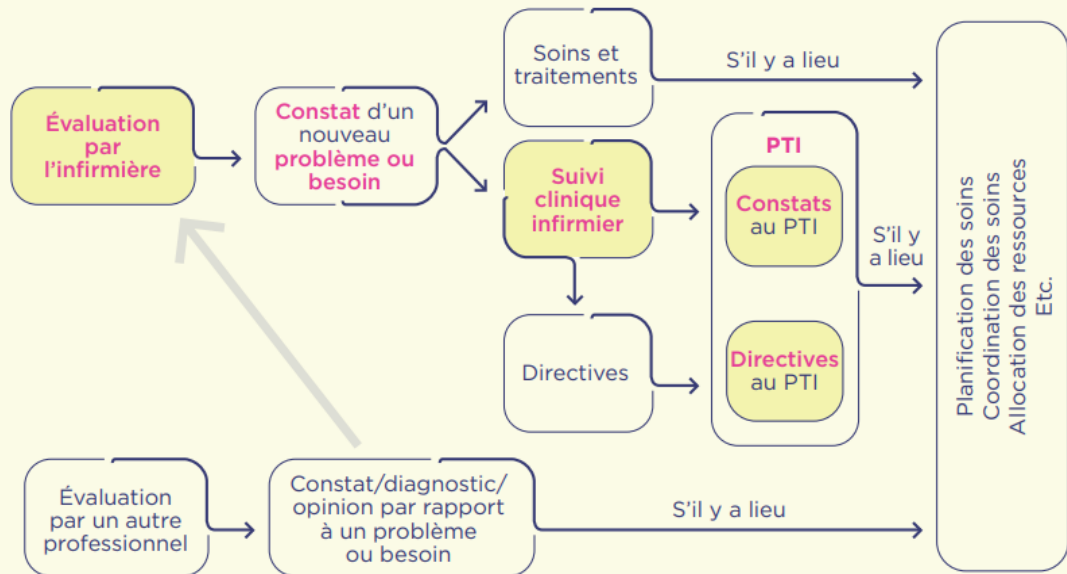 Évaluation
par
l'infirmière
Constat d'un
nouveau
problème ou
besoin
Soins et
traitements
S'il y a lieu
Suivi
clinique
infirmier
PTI
Constats
au PTI
S'il y
a lieu
Directives
Directives
au PTI
Planification des soins
Coordination des soins
Allocation des ressources
Etc.
Évaluation
par un autre
professionnel
Constat/diagnostic/
opinion par rapport
à un problème
ou besoin
S'il y a lieu